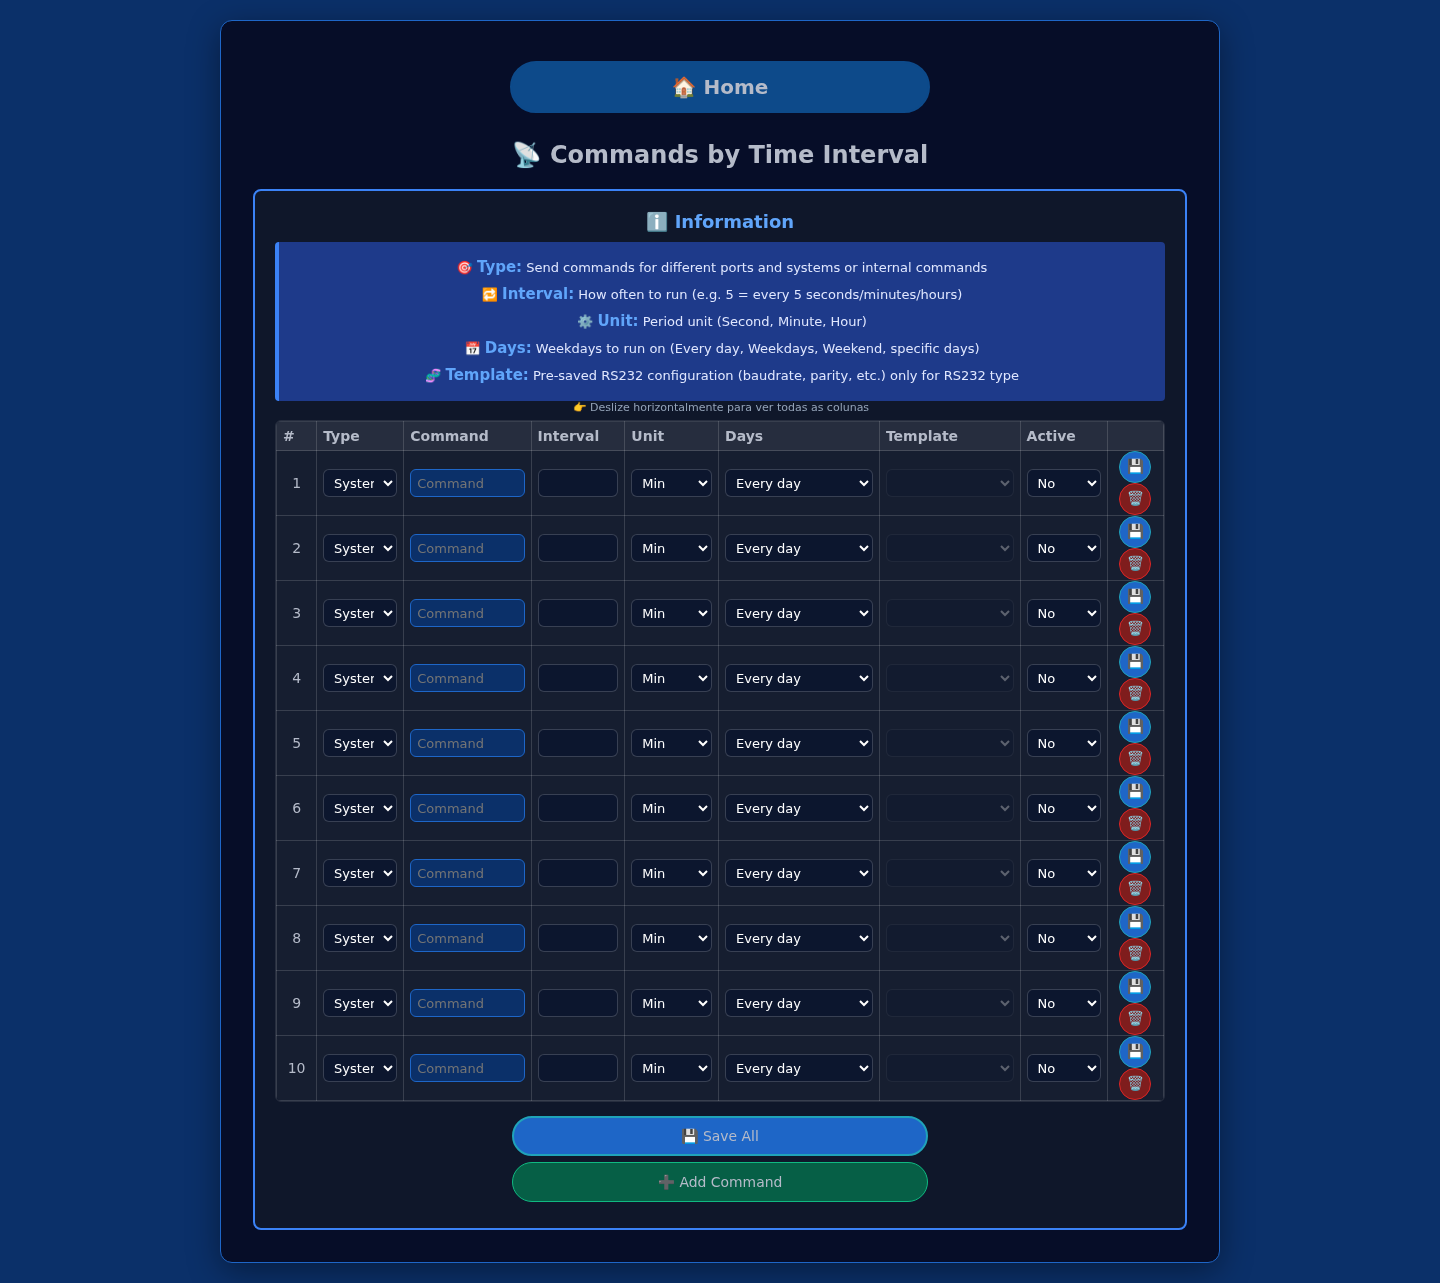 🏠 Home
📡 Commands by Time Interval
ℹ️ Information
🎯 Type: Send commands for different ports and systems or internal commands
🔁 Interval: How often to run (e.g. 5 = every 5 seconds/minutes/hours)
⚙️ Unit: Period unit (Second, Minute, Hour)
📅 Days: Weekdays to run on (Every day, Weekdays, Weekend, specific days)
🧬 Template: Pre-saved RS232 configuration (baudrate, parity, etc.) only for RS232 type
👉 Deslize horizontalmente para ver todas as colunas
# Type Command Interval Unit Days Template Active
1 Syster Command Min Every day No
2 Syster Command Min Every day No
3 Syster Command Min Every day No
4 Syster Command Min Every day No
5 Syster Command Min Every day No
6 Syster Command Min Every day No
7 Syster Command Min Every day No
8 Syster Command Min Every day No
9 Syster Command Min Every day No
10 Syster Command Min Every day No
💾 Save All
➕ Add Command